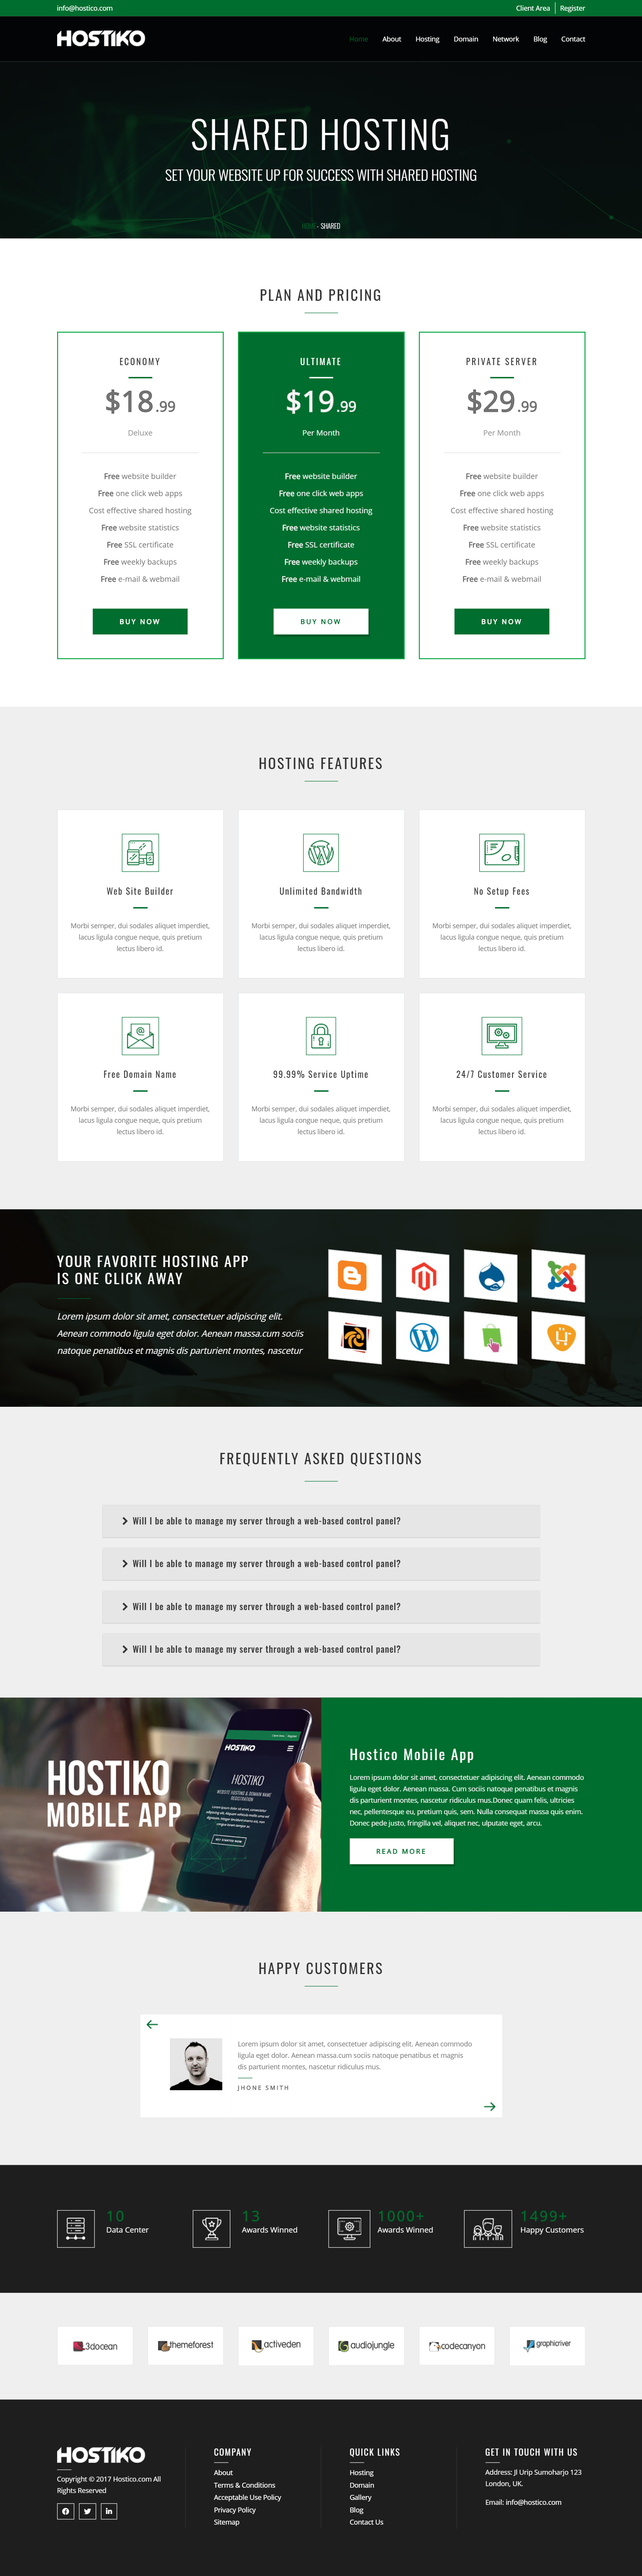 info@hostico.com
Client Area
Register
HOSTIKO
Home
About
Hosting
Domain
Network
Blog
Contact
SHARED HOSTING
SET YOUR WEBSITE UP FOR SUCCESS WITH SHARED HOSTING
HOME - SHARED
PLAN AND PRICING
ECONOMY
$18.99
Deluxe
Free website builder
Free one click web apps
Cost effective shared hosting
Free website statistics
Free SSL certificate
Free weekly backups
Free e-mail & webmail
BUY NOW
ULTIMATE
$19.99
Per Month
Free website builder
Free one click web apps
Cost effective shared hosting
Free website statistics
Free SSL certificate
Free weekly backups
Free e-mail & webmail
BUY NOW
PRIVATE SERVER
$29.99
Per Month
Free website builder
Free one click web apps
Cost effective shared hosting
Free website statistics
Free SSL certificate
Free weekly backups
Free e-mail & webmail
BUY NOW
HOSTING FEATURES
Web Site Builder
Morbi semper, dui sodales aliquet imperdiet,
lacus ligula congue neque, quis pretium
lectus libero id.
Unlimited Bandwidth
Morbi semper, dui sodales aliquet imperdiet,
lacus ligula congue neque, quis pretium
lectus libero id.
No Setup Fees
Morbi semper, dui sodales aliquet imperdiet,
lacus ligula congue neque, quis pretium
lectus libero id.
Free Domain Name
Morbi semper, dui sodales aliquet imperdiet,
lacus ligula congue neque, quis pretium
lectus libero id.
99.99% Service Uptime
Morbi semper, dui sodales aliquet imperdiet,
lacus ligula congue neque, quis pretium
lectus libero id.
24/7 Customer Service
Morbi semper, dui sodales aliquet imperdiet,
lacus ligula congue neque, quis pretium
lectus libero id.
YOUR FAVORITE HOSTING APP
IS ONE CLICK AWAY
Lorem ipsum dolor sit amet, consectetuer adipiscing elit.
Aenean commodo ligula eget dolor. Aenean massa.cum sociis
natoque penatibus et magnis dis parturient montes, nascetur
FREQUENTLY ASKED QUESTIONS
Will I be able to manage my server through a web-based control panel?
Will I be able to manage my server through a web-based control panel?
Will I be able to manage my server through a web-based control panel?
Will I be able to manage my server through a web-based control panel?
HOSTIKO
MOBILE APP
HOSTIKO
HOSTIKO
WEBSITE HOSTING & DOMAIN NAME
REGISTRATION
GET STARTED NOW
Hostico Mobile App
Lorem ipsum dolor sit amet, consectetuer adipiscing elit. Aenean commodo
ligula eget dolor. Aenean massa. Cum sociis natoque penatibus et magnis
dis parturient montes, nascetur ridiculus mus.Donec quam felis, ultricies
nec, pellentesque eu, pretium quis, sem. Nulla consequat massa quis enim.
Donec pede justo, fringilla vel, aliquet nec, ulputate eget, arcu.
READ MORE
HAPPY CUSTOMERS
Lorem ipsum dolor sit amet, consectetuer adipiscing elit. Aenean commodo
ligula eget dolor. Aenean massa.cum sociis natoque penatibus et magnis
dis parturient montes, nascetur ridiculus mus.
JHONE SMITH
10
Data Center
13
Awards Winned
1000+
Awards Winned
1499+
Happy Customers
3docean
themeforest
activeden
audiojungle
codecanyon
graphicriver
HOSTIKO
Copyright © 2017 Hostico.com All
Rights Reserved
COMPANY
About
Terms & Conditions
Acceptable Use Policy
Privacy Policy
Sitemap
QUICK LINKS
Hosting
Domain
Gallery
Blog
Contact Us
GET IN TOUCH WITH US
Address: Jl Urip Sumoharjo 123
London, UK.
Email: info@hostico.com